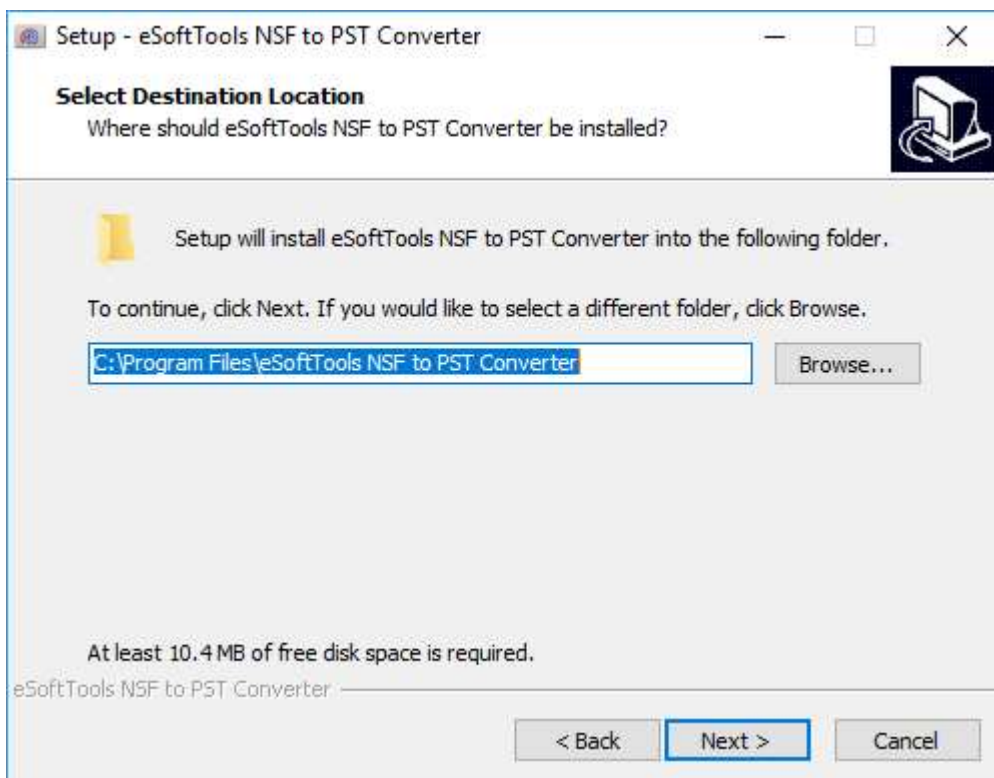 Setup - eSoftTools NSF to PST Converter
Select Destination Location
Where should eSoftTools NSF to PST Converter be installed?
Setup will install eSoftTools NSF to PST Converter into the following folder.
To continue, click Next. If you would like to select a different folder, click Browse.
C:\Program Files\eSoftTools NSF to PST Converter
Browse...
At least 10.4 MB of free disk space is required.
eSoftTools NSF to PST Converter
< Back
Next >
Cancel